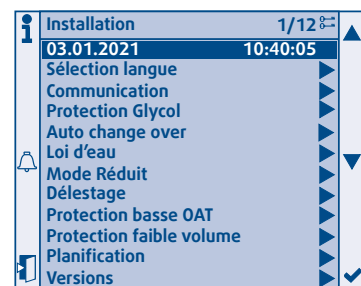 Installation 1/12
03.01.2021 10:40:05
Sélection langue
Communication
Protection Glycol
Auto change over
Loi d'eau
Mode Réduit
Délestage
Protection basse OAT
Protection faible volume
Planification
Versions